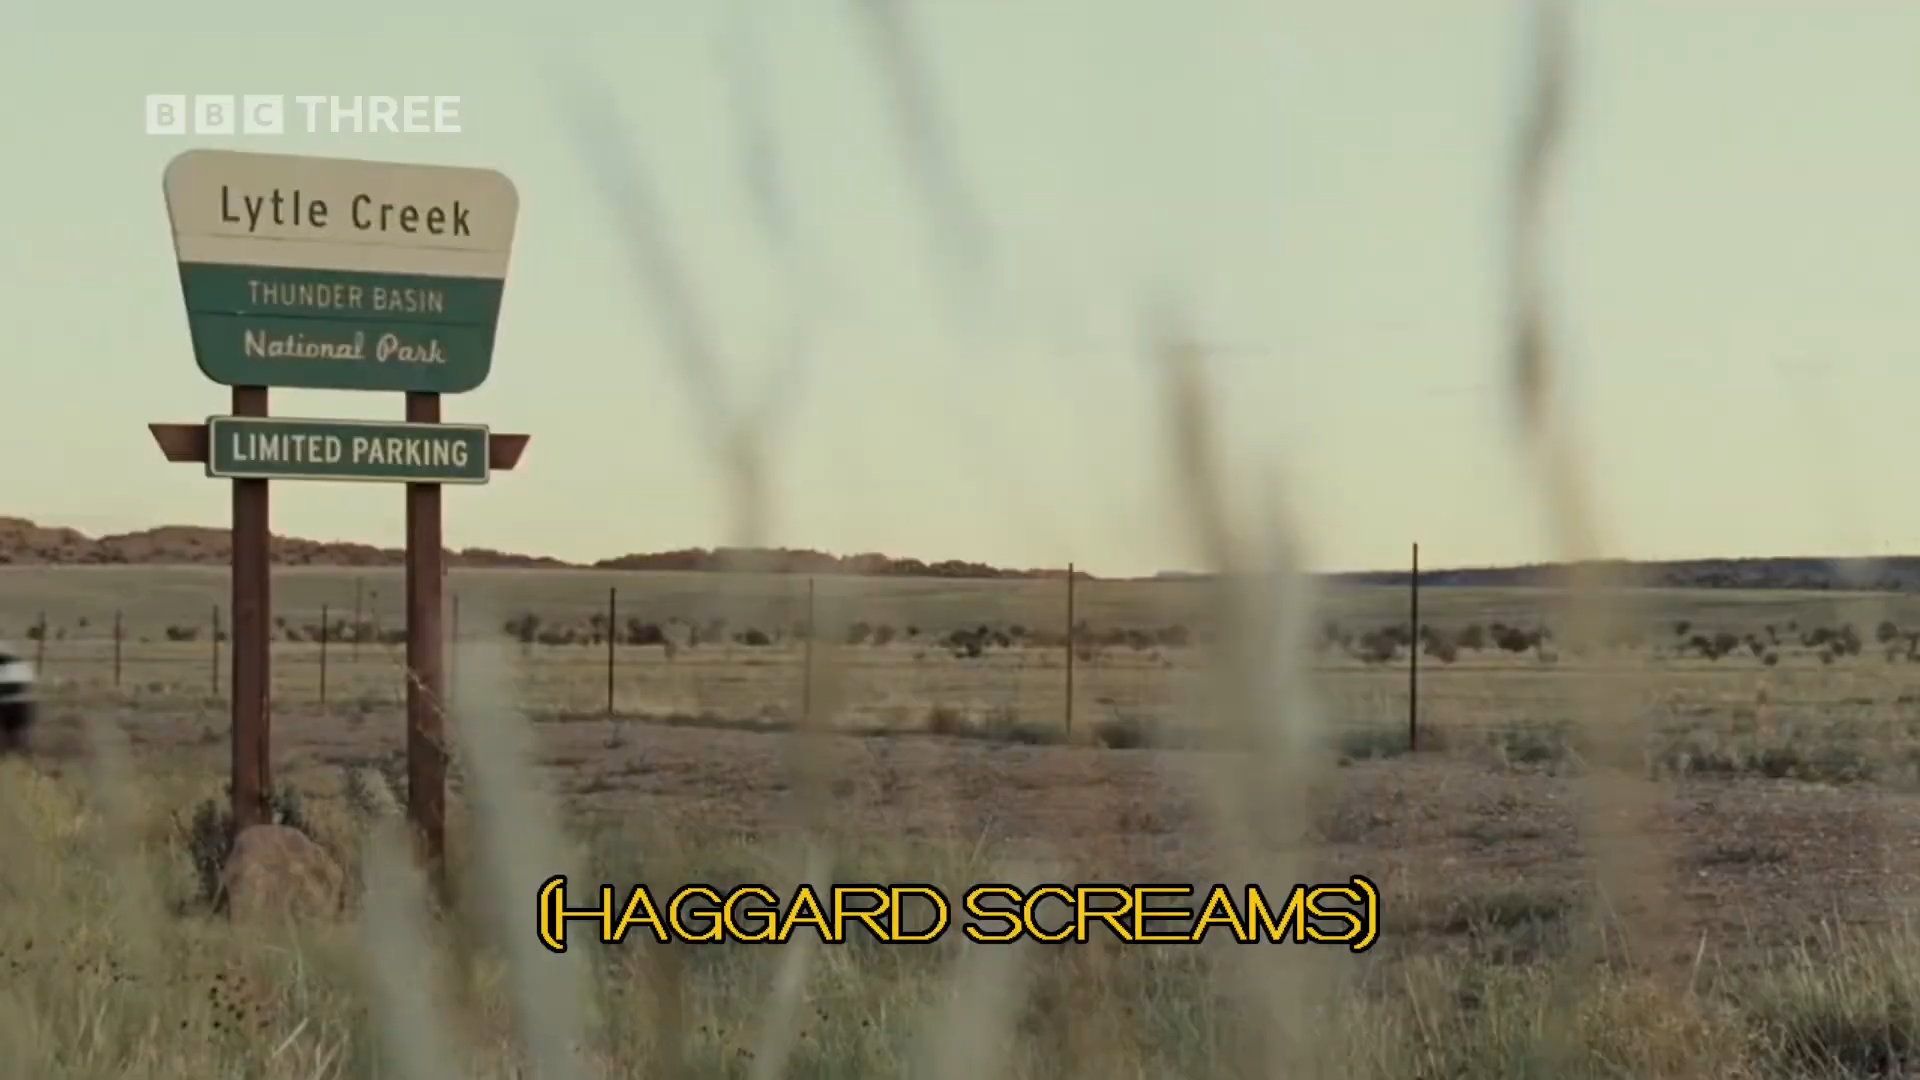 BBC THREE
Lytle Creek
THUNDER BASIN
National Park
LIMITED PARKING
(HAGGARD SCREAMS)